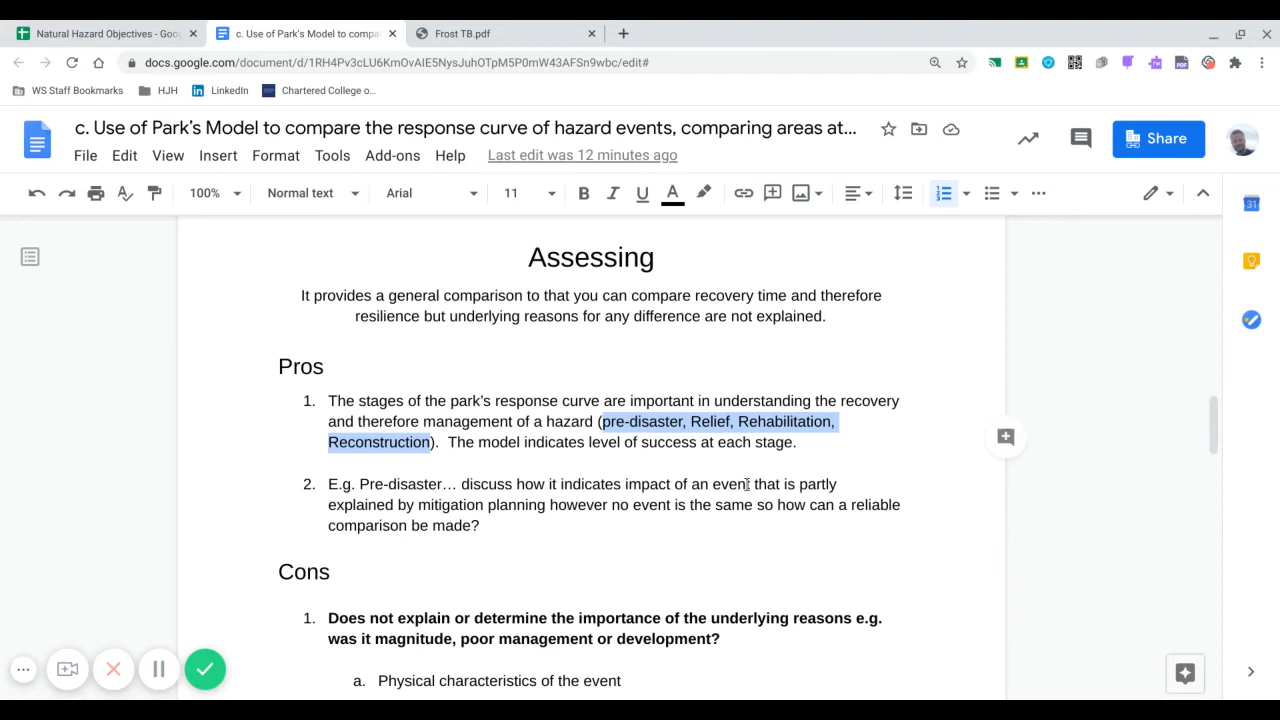 Natural Hazard Objectives - Goo
c. Use of Park's Model to compa
Frost TB.pdf
docs.google.com/document/d/1RH4Pv3cLU6KmOvAIE5NysJuhOTpM5P0mW43AFSn9wbc/edit#
WS Staff Bookmarks
HJH
LinkedIn
Chartered College o...
c. Use of Park's Model to compare the response curve of hazard events, comparing areas at...
Share
File Edit View Insert Format Tools Add-ons Help Last edit was 12 minutes ago
100% Normal text Arial 11 B I U A
31
Assessing
It provides a general comparison to that you can compare recovery time and therefore
resilience but underlying reasons for any difference are not explained.
Pros
1. The stages of the park's response curve are important in understanding the recovery
and therefore management of a hazard (pre-disaster, Relief, Rehabilitation,
Reconstruction). The model indicates level of success at each stage.
2. E.g. Pre-disaster… discuss how it indicates impact of an event that is partly
explained by mitigation planning however no event is the same so how can a reliable
comparison be made?
Cons
1. Does not explain or determine the importance of the underlying reasons e.g.
was it magnitude, poor management or development?
a. Physical characteristics of the event